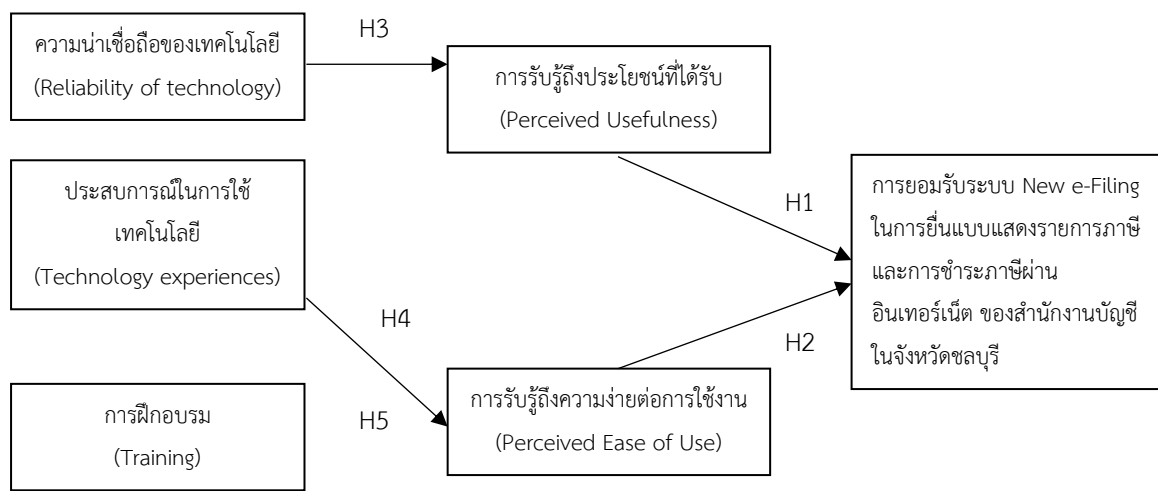 ความน่าเชื่อถือของเทคโนโลยี
(Reliability of technology)
H3
การรับรู้ถึงประโยชน์ที่ได้รับ
(Perceived Usefulness)
ประสบการณ์ในการใช้
เทคโนโลยี
(Technology experiences)
H1
การยอมรับระบบ New e-Filing
ในการยื่นแบบแสดงรายการภาษี
และการชำระภาษีผ่าน
อินเทอร์เน็ต ของสำนักงานบัญชี
ในจังหวัดชลบุรี
H4
H2
การฝึกอบรม
(Training)
H5
การรับรู้ถึงความง่ายต่อการใช้งาน
(Perceived Ease of Use)